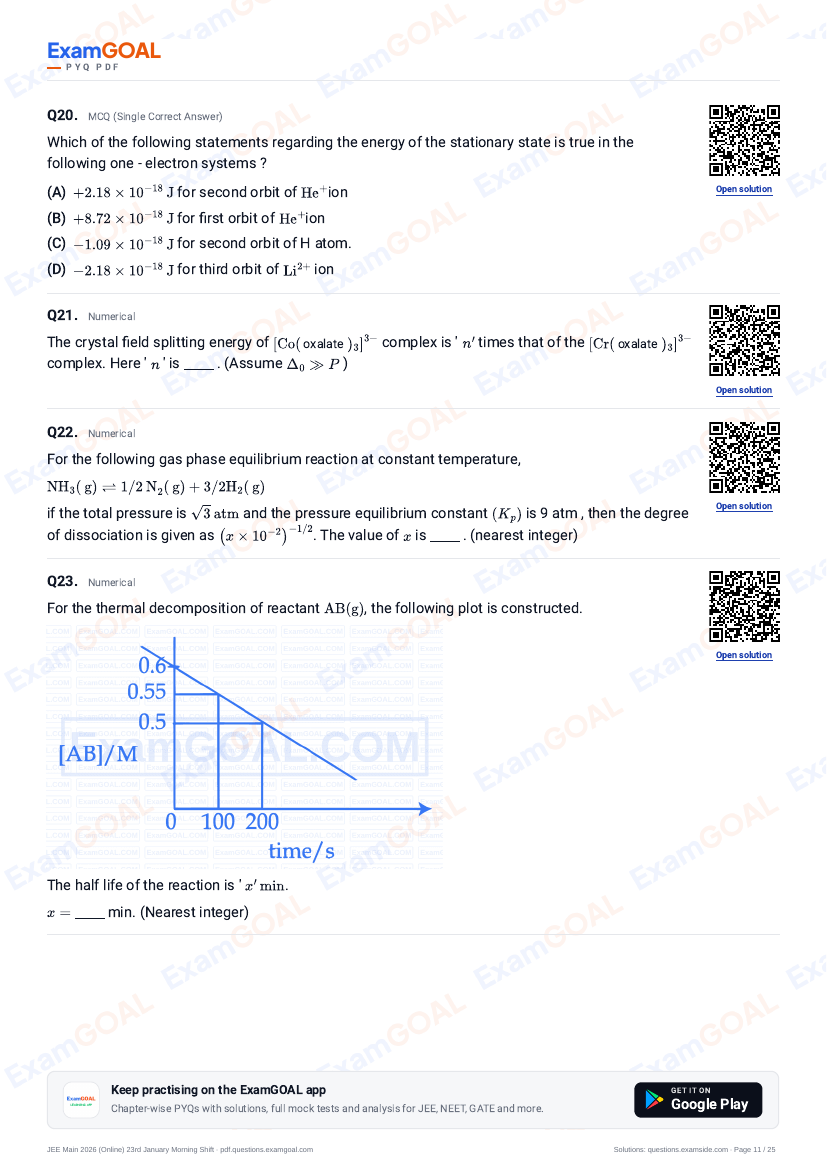 ExamGOAL
PYQ PDF
Q20. MCQ (Single Correct Answer)
Which of the following statements regarding the energy of the stationary state is true in the
following one - electron systems ?
(A) +2.18 × 10⁻¹⁸ J for second orbit of He⁺ion
(B) +8.72 × 10⁻¹⁸ J for first orbit of He⁺ion
(C) −1.09 × 10⁻¹⁸ J for second orbit of H atom.
(D) −2.18 × 10⁻¹⁸ J for third orbit of Li²⁺ ion
Open solution
Q21. Numerical
The crystal field splitting energy of [Co( oxalate )₃]³⁻ complex is ' n′ times that of the [Cr( oxalate )₃]³⁻
complex. Here ' n ' is ____ . (Assume Δ₀ ≫ P )
Open solution
Q22. Numerical
For the following gas phase equilibrium reaction at constant temperature,
NH₃( g) ⇌ 1/2 N₂( g) + 3/2H₂( g)
if the total pressure is √3 atm and the pressure equilibrium constant (Kₚ) is 9 atm , then the degree
of dissociation is given as (x × 10⁻²)⁻¹ᐟ². The value of x is ____ . (nearest integer)
Open solution
Q23. Numerical
For the thermal decomposition of reactant AB(g), the following plot is constructed.
Open solution
0.6
0.55
0.5
[AB]/M
0 100 200
time/s
ExamGOAL.COM
The half life of the reaction is ' x′ min.
x = ____ min. (Nearest integer)
Keep practising on the ExamGOAL app
Chapter-wise PYQs with solutions, full mock tests and analysis for JEE, NEET, GATE and more.
GET IT ON
Google Play
JEE Main 2026 (Online) 23rd January Morning Shift · pdf.questions.examgoal.com
Solutions: questions.examside.com · Page 11 / 25